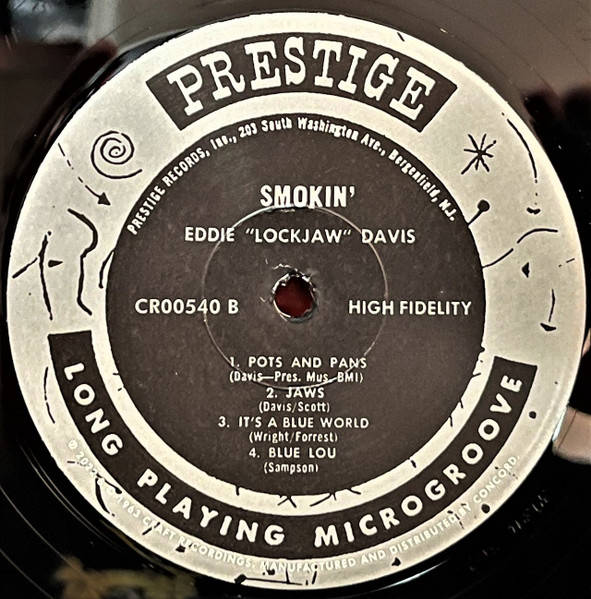 PRESTIGE
PRESTIGE RECORDS, Inc., 203 South Washington Ave., Bergenfield, N.J.
SMOKIN'
EDDIE "LOCKJAW" DAVIS
CR00540 B
HIGH FIDELITY
1. POTS AND PANS
(Davis—Pres. Mus. BMI)
2. JAWS
(Davis/Scott)
3. IT'S A BLUE WORLD
(Wright/Forrest)
4. BLUE LOU
(Sampson)
LONG PLAYING MICROGROOVE
CRAFT RECORDINGS. MANUFACTURED AND DISTRIBUTED BY CONCORD.